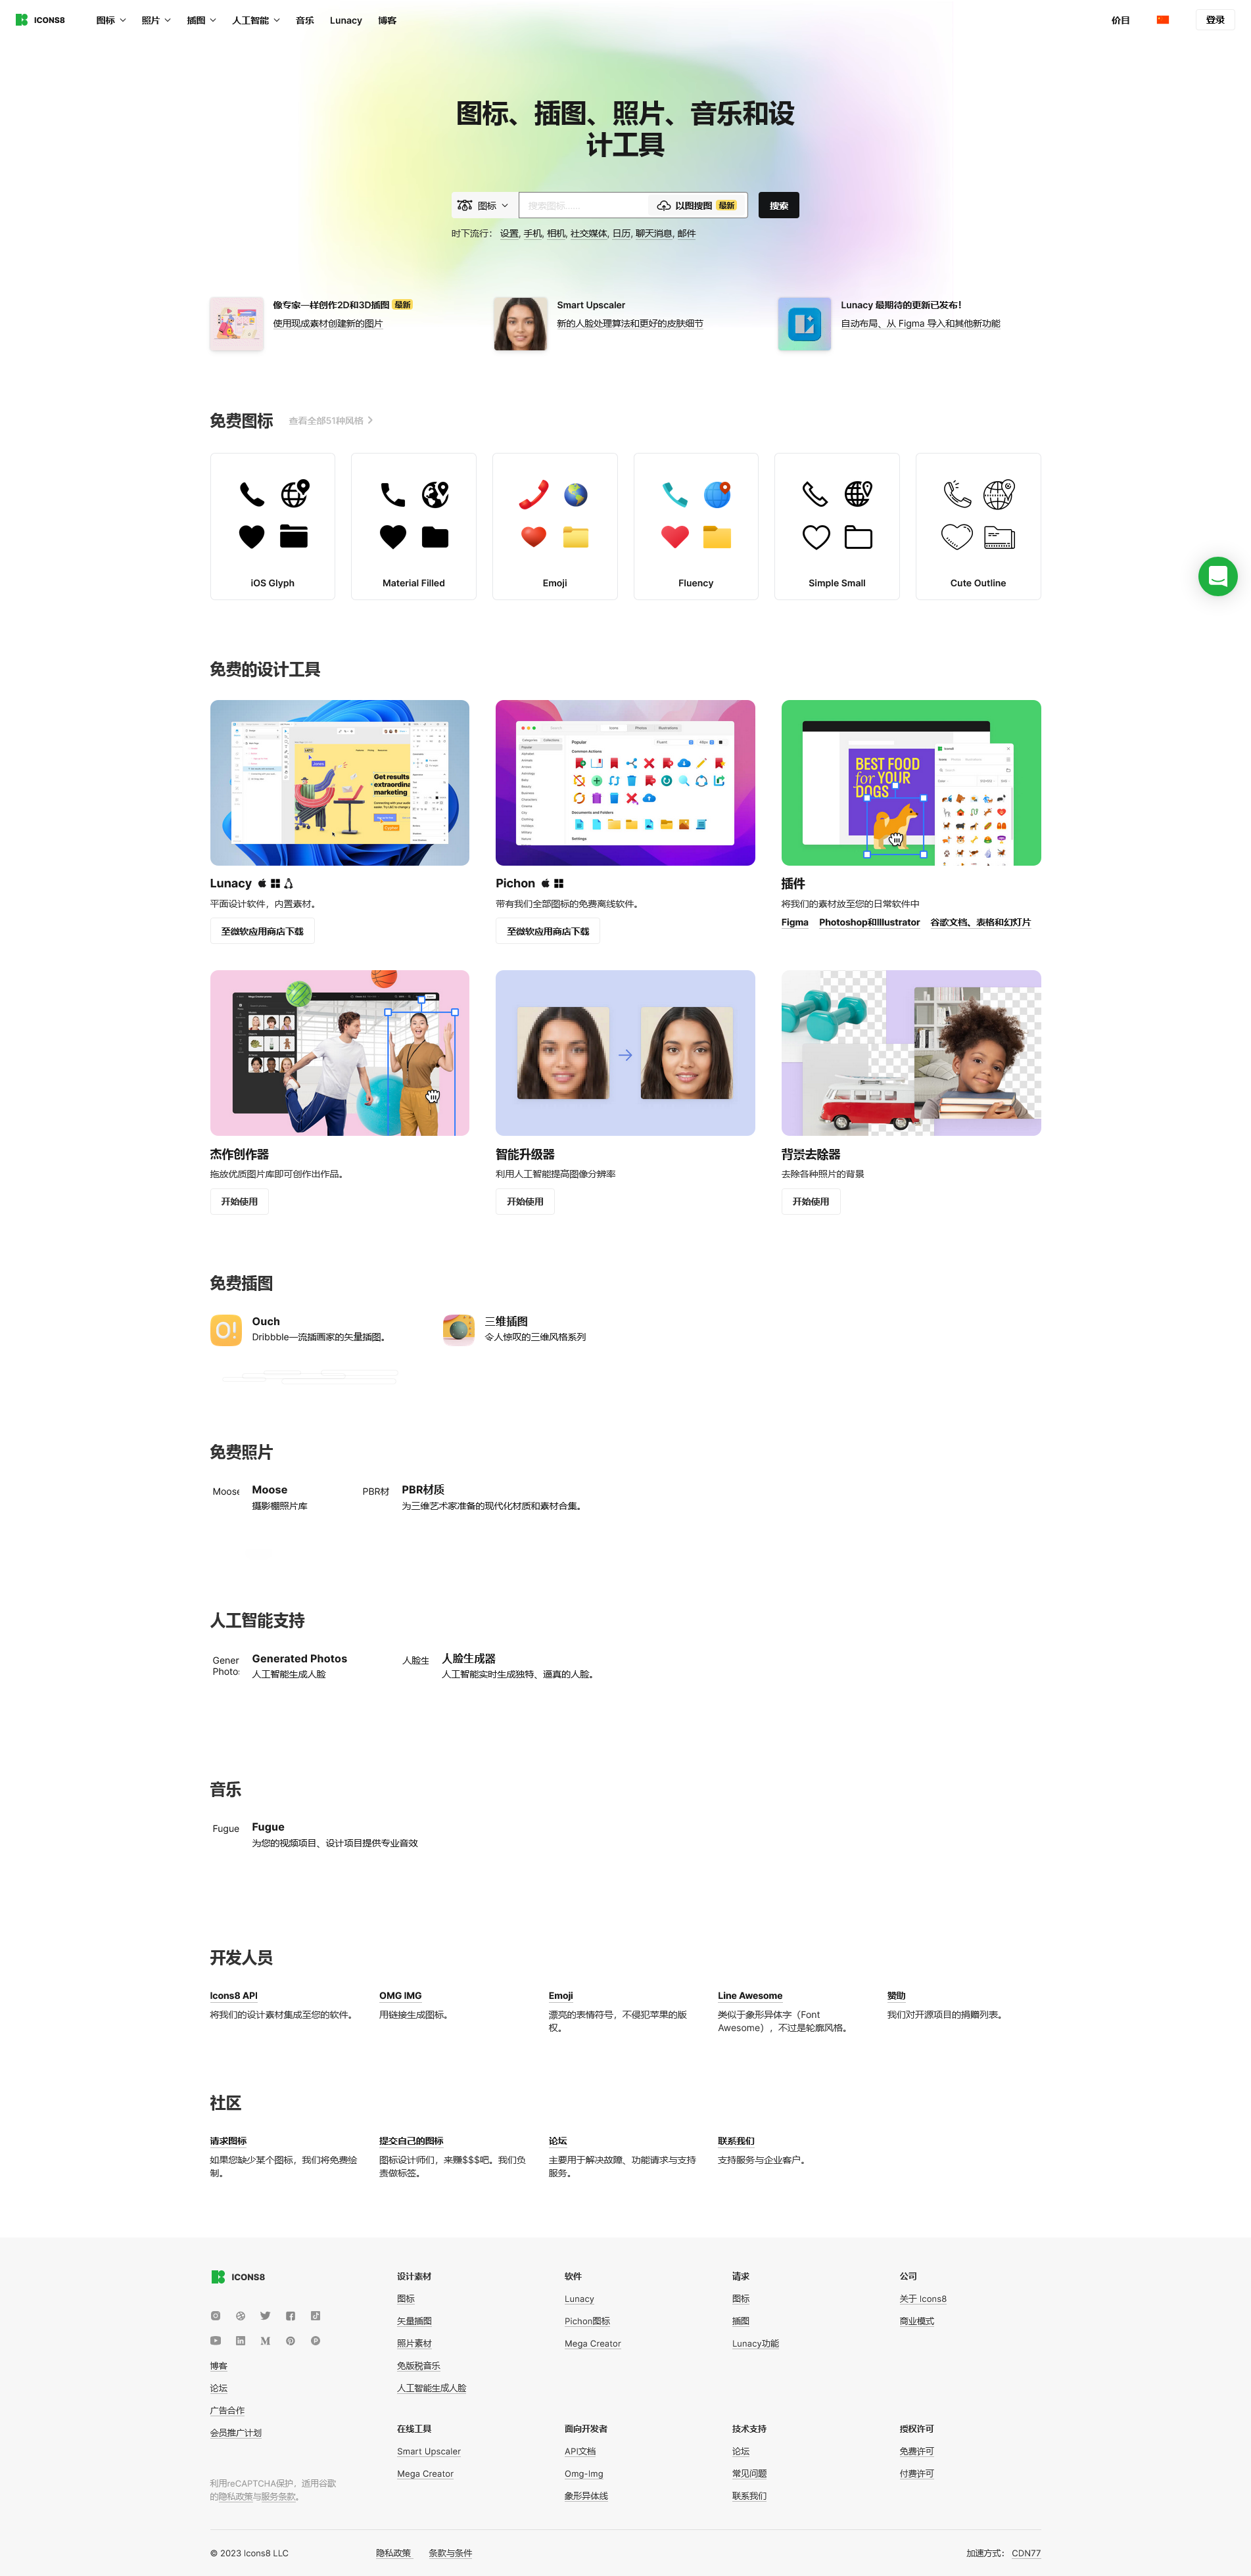 ICONS8 图标 照片 插图 人工智能 音乐 Lunacy 博客 价目 登录
图标、插图、照片、音乐和设
计工具
图标 搜索图标...... 以图搜图 最新 搜索
时下流行： 设置, 手机, 相机, 社交媒体, 日历, 聊天消息, 邮件
像专家一样创作2D和3D插图 最新
使用现成素材创建新的图片
Smart Upscaler
新的人脸处理算法和更好的皮肤细节
Lunacy 最期待的更新已发布！
自动布局、从 Figma 导入和其他新功能
免费图标 查看全部51种风格
iOS Glyph
Material Filled
Emoji
Fluency
Simple Small
Cute Outline
免费的设计工具
Get results
extraordinary
marketing
Popular
Common Actions
Documents and Folders
Settings
BEST FOOD
for YOUR
DOGS
Lunacy
平面设计软件，内置素材。
至微软应用商店下载
Pichon
带有我们全部图标的免费离线软件。
至微软应用商店下载
插件
将我们的素材放至您的日常软件中
Figma Photoshop和Illustrator 谷歌文档、表格和幻灯片
杰作创作器
拖放优质图片库即可创作出作品。
开始使用
智能升级器
利用人工智能提高图像分辨率
开始使用
背景去除器
去除各种照片的背景
开始使用
免费插图
O!
Ouch
Dribbble一流插画家的矢量插图。
三维插图
令人惊叹的三维风格系列
免费照片
Moose
Moose
摄影棚照片库
PBR材
PBR材质
为三维艺术家准备的现代化材质和素材合集。
人工智能支持
Gener
Photos
Generated Photos
人工智能生成人脸
人脸生
人脸生成器
人工智能实时生成独特、逼真的人脸。
音乐
Fugue
Fugue
为您的视频项目、设计项目提供专业音效
开发人员
Icons8 API
将我们的设计素材集成至您的软件。
OMG IMG
用链接生成图标。
Emoji
漂亮的表情符号，不侵犯苹果的版
权。
Line Awesome
类似于象形异体字（Font
Awesome），不过是轮廓风格。
赞助
我们对开源项目的捐赠列表。
社区
请求图标
如果您缺少某个图标，我们将免费绘
制。
提交自己的图标
图标设计师们，来赚$$$吧。我们负
责做标签。
论坛
主要用于解决故障、功能请求与支持
服务。
联系我们
支持服务与企业客户。
ICONS8
博客
论坛
广告合作
会员推广计划
利用reCAPTCHA保护，适用谷歌
的隐私政策与服务条款。
设计素材
图标
矢量插图
照片素材
免版税音乐
人工智能生成人脸
软件
Lunacy
Pichon图标
Mega Creator
请求
图标
插图
Lunacy功能
公司
关于 Icons8
商业模式
在线工具
Smart Upscaler
Mega Creator
面向开发者
API文档
Omg-Img
象形异体线
技术支持
论坛
常见问题
联系我们
授权许可
免费许可
付费许可
© 2023 Icons8 LLC 隐私政策 条款与条件 加速方式： CDN77